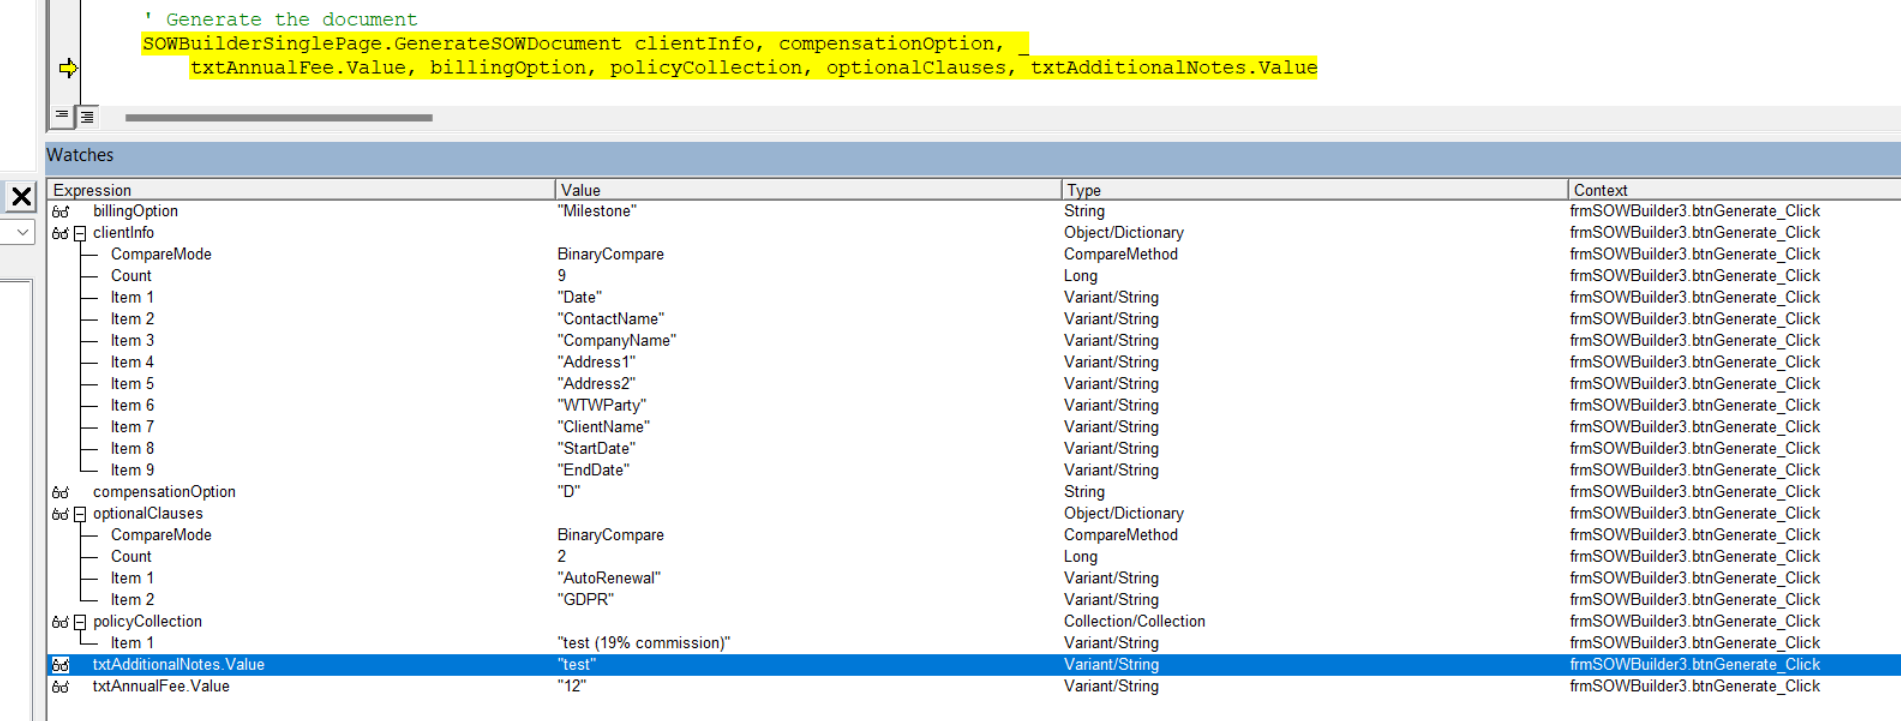 ' Generate the document
SOWBuilderSinglePage.GenerateSOWDocument clientInfo, compensationOption, _
txtAnnualFee.Value, billingOption, policyCollection, optionalClauses, txtAdditionalNotes.Value
Watches
Expression Value Type Context
billingOption "Milestone" String frmSOWBuilder3.btnGenerate_Click
clientInfo Object/Dictionary frmSOWBuilder3.btnGenerate_Click
CompareMode BinaryCompare CompareMethod frmSOWBuilder3.btnGenerate_Click
Count 9 Long frmSOWBuilder3.btnGenerate_Click
Item 1 "Date" Variant/String frmSOWBuilder3.btnGenerate_Click
Item 2 "ContactName" Variant/String frmSOWBuilder3.btnGenerate_Click
Item 3 "CompanyName" Variant/String frmSOWBuilder3.btnGenerate_Click
Item 4 "Address1" Variant/String frmSOWBuilder3.btnGenerate_Click
Item 5 "Address2" Variant/String frmSOWBuilder3.btnGenerate_Click
Item 6 "WTWParty" Variant/String frmSOWBuilder3.btnGenerate_Click
Item 7 "ClientName" Variant/String frmSOWBuilder3.btnGenerate_Click
Item 8 "StartDate" Variant/String frmSOWBuilder3.btnGenerate_Click
Item 9 "EndDate" Variant/String frmSOWBuilder3.btnGenerate_Click
compensationOption "D" String frmSOWBuilder3.btnGenerate_Click
optionalClauses Object/Dictionary frmSOWBuilder3.btnGenerate_Click
CompareMode BinaryCompare CompareMethod frmSOWBuilder3.btnGenerate_Click
Count 2 Long frmSOWBuilder3.btnGenerate_Click
Item 1 "AutoRenewal" Variant/String frmSOWBuilder3.btnGenerate_Click
Item 2 "GDPR" Variant/String frmSOWBuilder3.btnGenerate_Click
policyCollection Collection/Collection frmSOWBuilder3.btnGenerate_Click
Item 1 "test (19% commission)" Variant/String frmSOWBuilder3.btnGenerate_Click
txtAdditionalNotes.Value "test" Variant/String frmSOWBuilder3.btnGenerate_Click
txtAnnualFee.Value "12" Variant/String frmSOWBuilder3.btnGenerate_Click